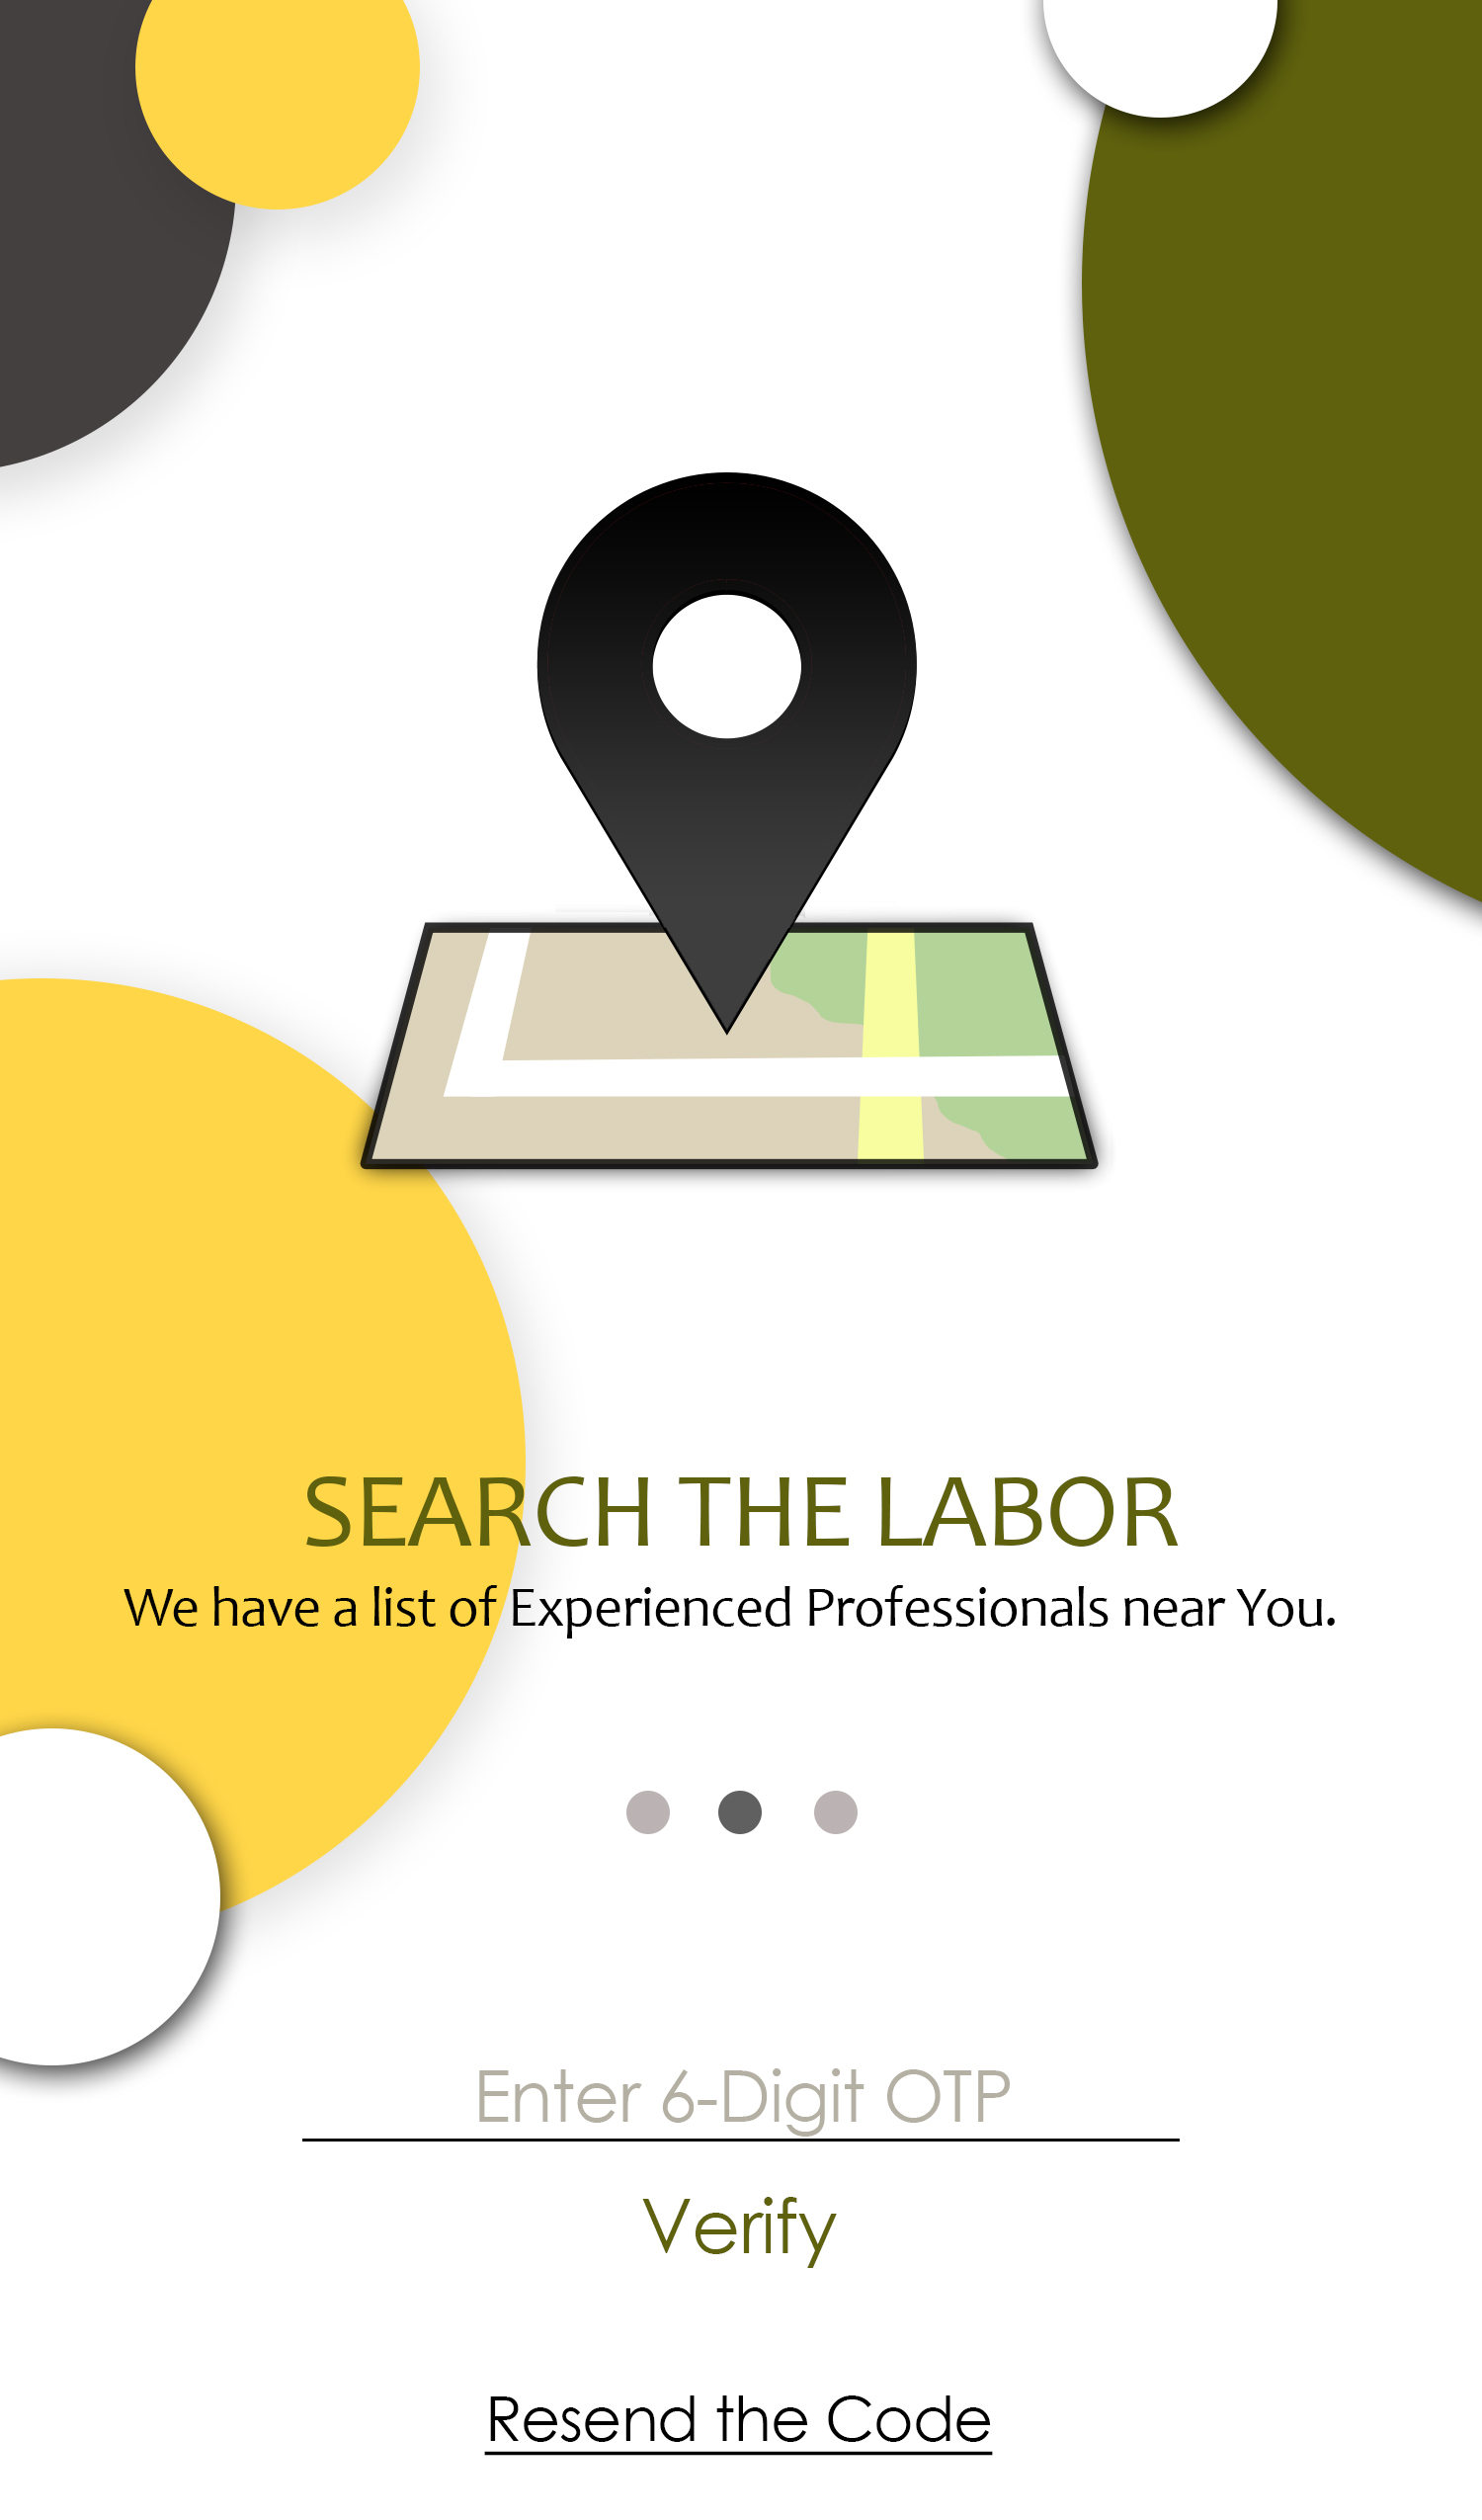 SEARCH THE LABOR
We have a list of Experienced Professionals near You.
Enter 6-Digit OTP
Verify
Resend the Code